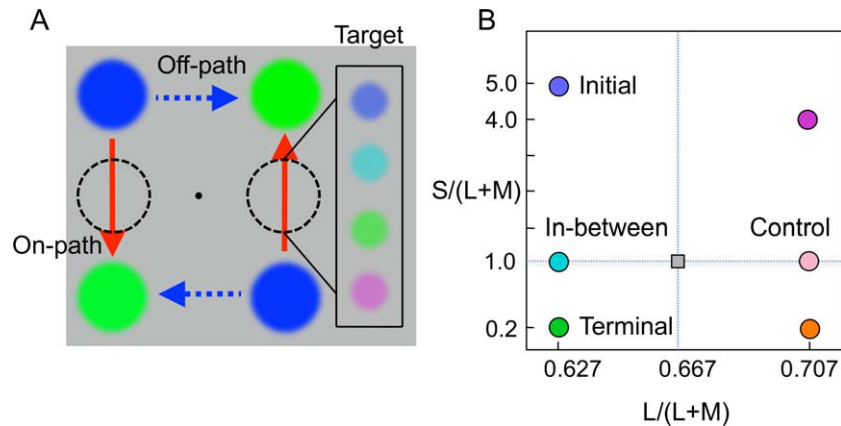 A
Target
Off-path
On-path
B
5.0
Initial
4.0
S/(L+M)
In-between
Control
1.0
0.2
Terminal
0.627
0.667
0.707
L/(L+M)